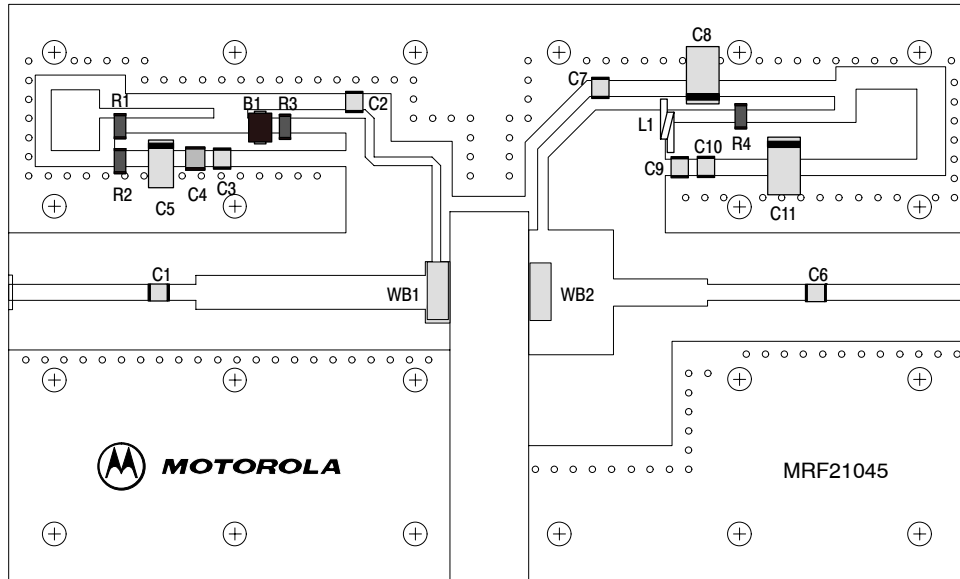 C8
C7
C2
B1
R3
R1
L1
R4
C10
C9
R2
C4
C3
C5
C11
C1
C6
WB1
WB2
MOTOROLA
MRF21045